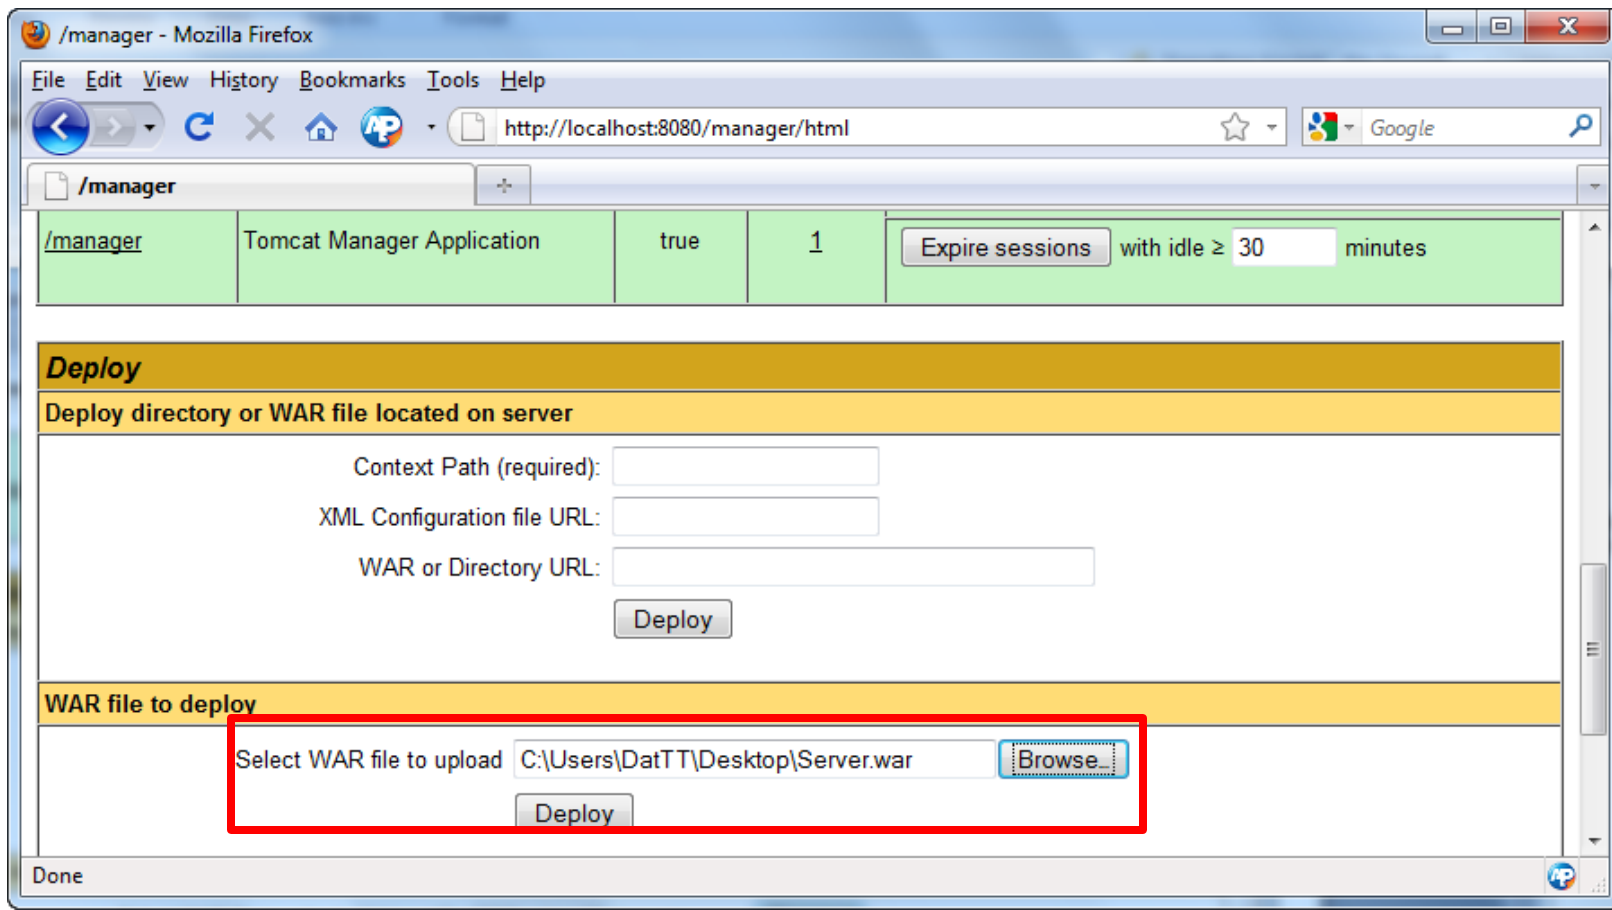 /manager - Mozilla Firefox
File Edit View History Bookmarks Tools Help
http://localhost:8080/manager/html
Google
/manager
/manager Tomcat Manager Application true 1 Expire sessions with idle ≥ 30 minutes
Deploy
Deploy directory or WAR file located on server
Context Path (required):
XML Configuration file URL:
WAR or Directory URL:
Deploy
WAR file to deploy
Select WAR file to upload C:\Users\DatTT\Desktop\Server.war Browse...
Deploy
Done